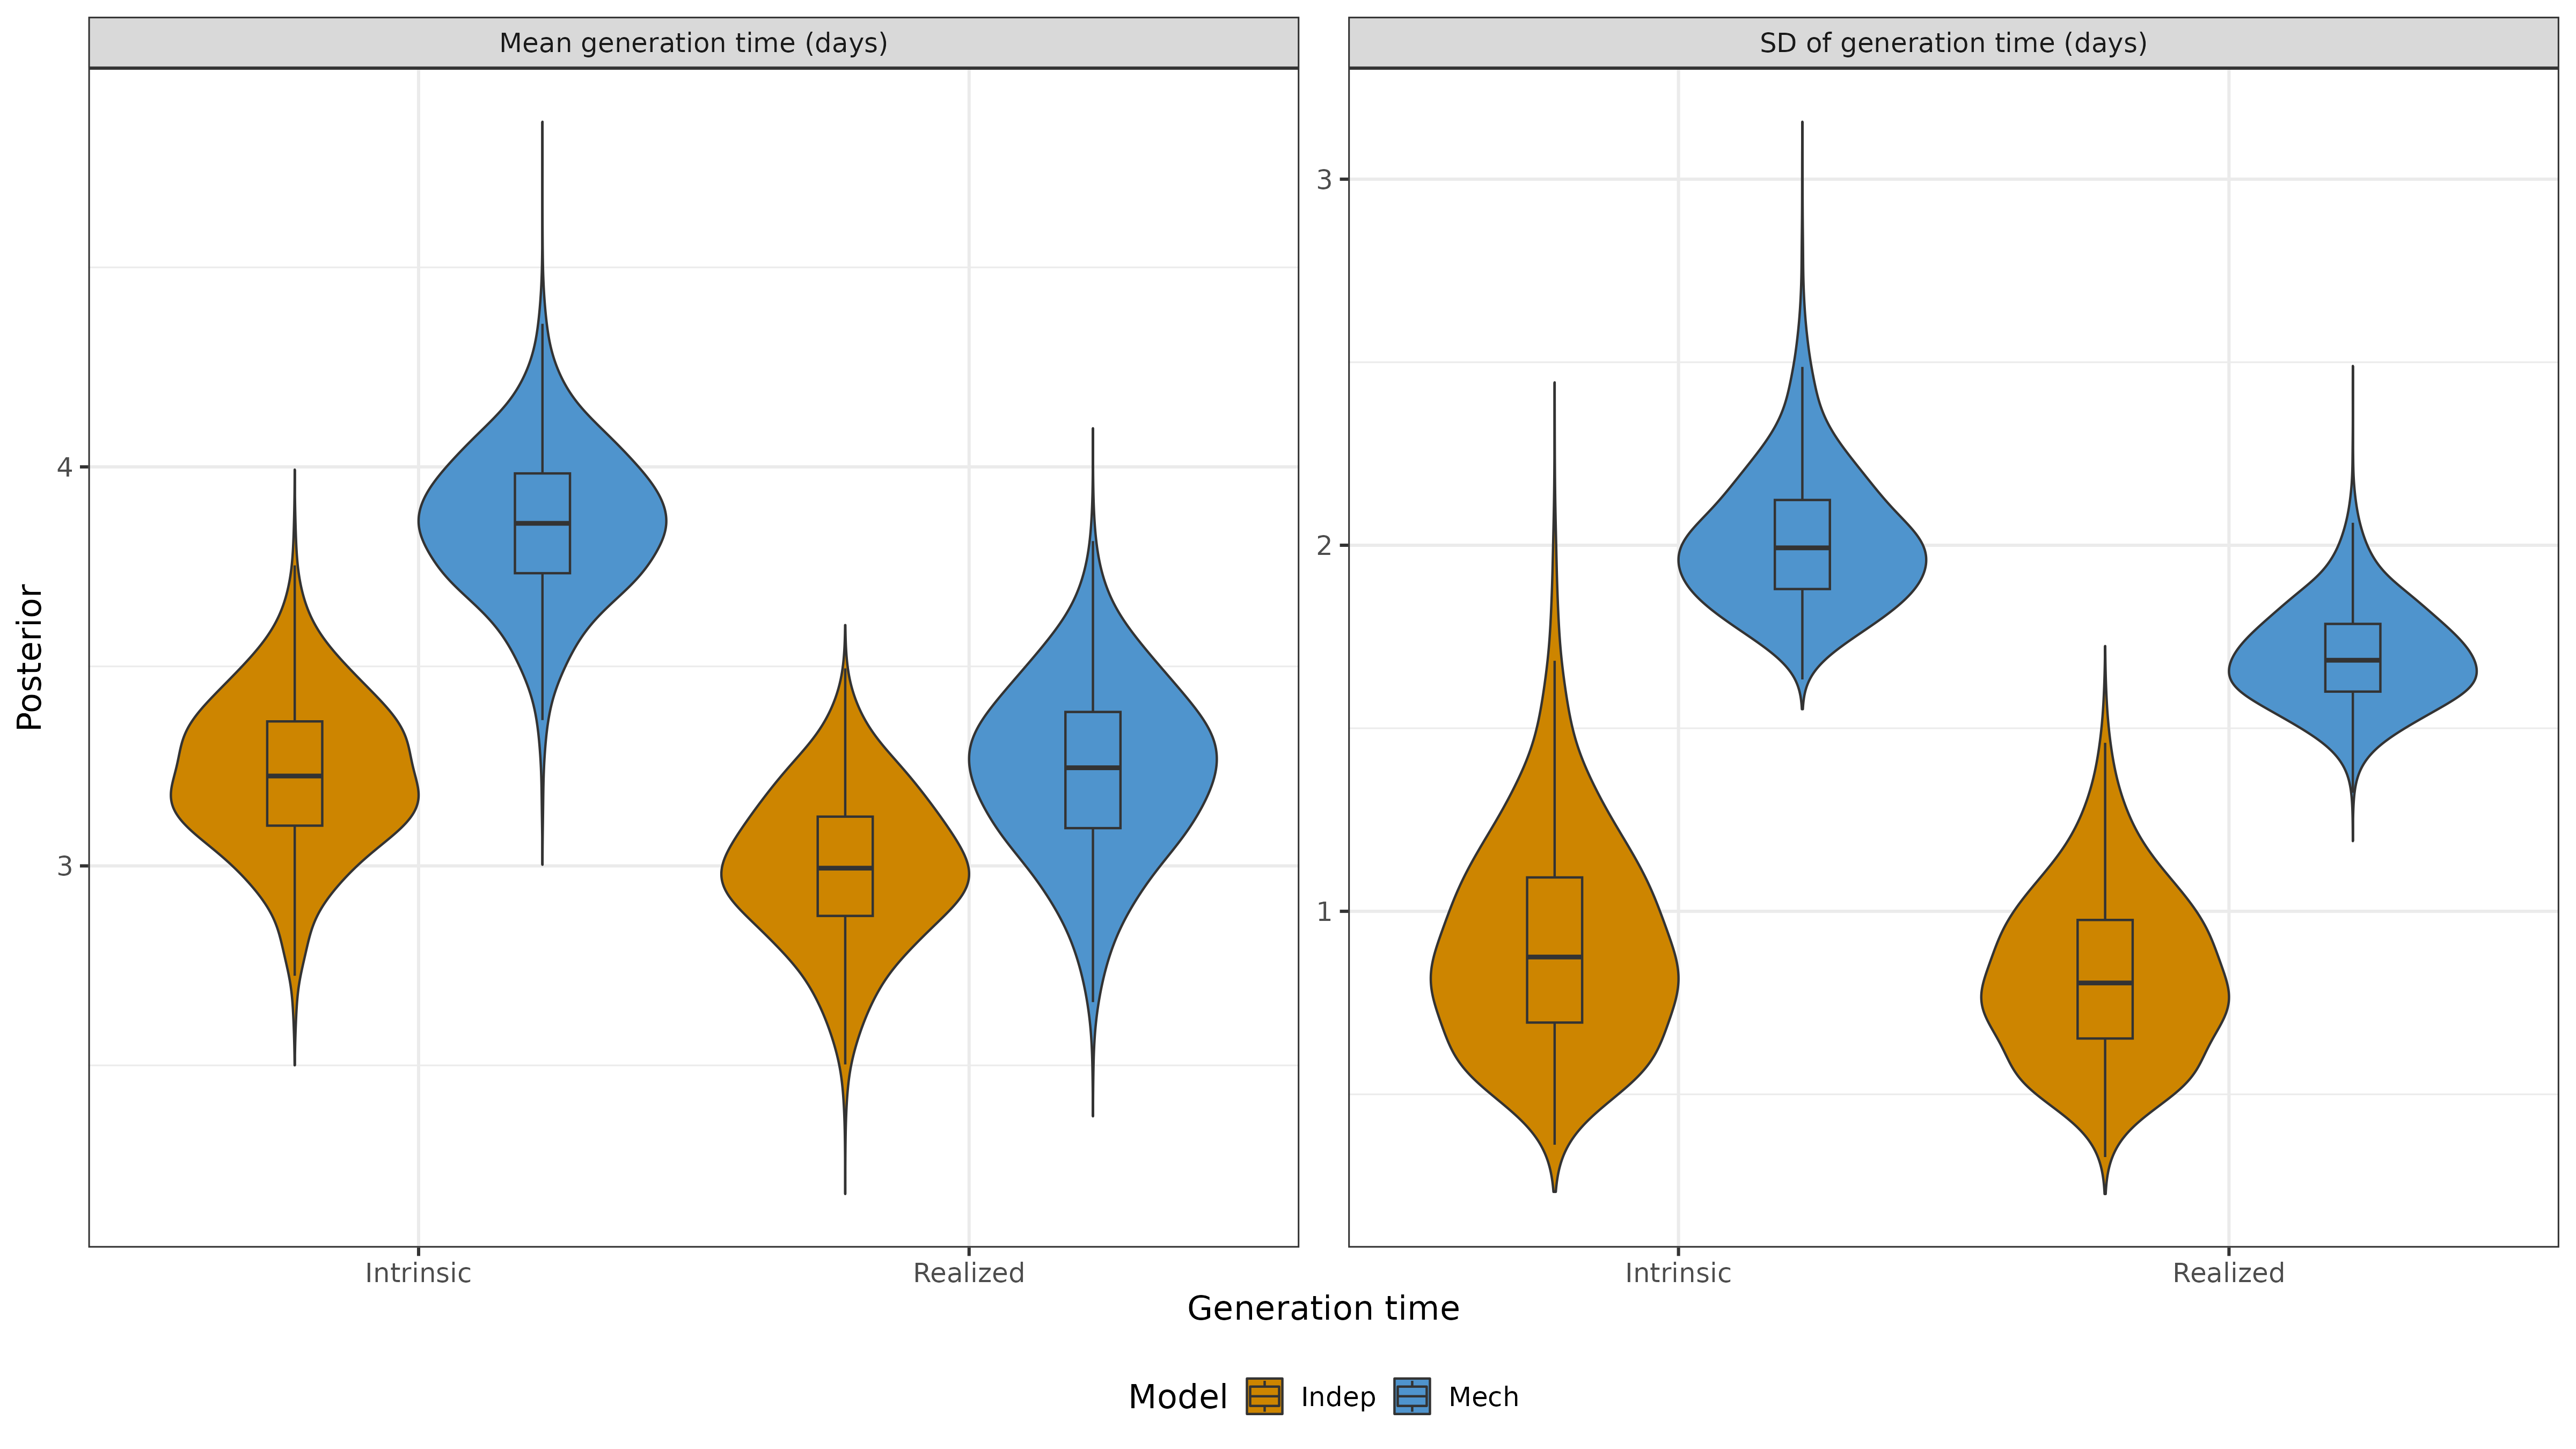 Mean generation time (days)
SD of generation time (days)
Posterior
4
3
3
2
1
Intrinsic
Realized
Intrinsic
Realized
Generation time
Model Indep Mech